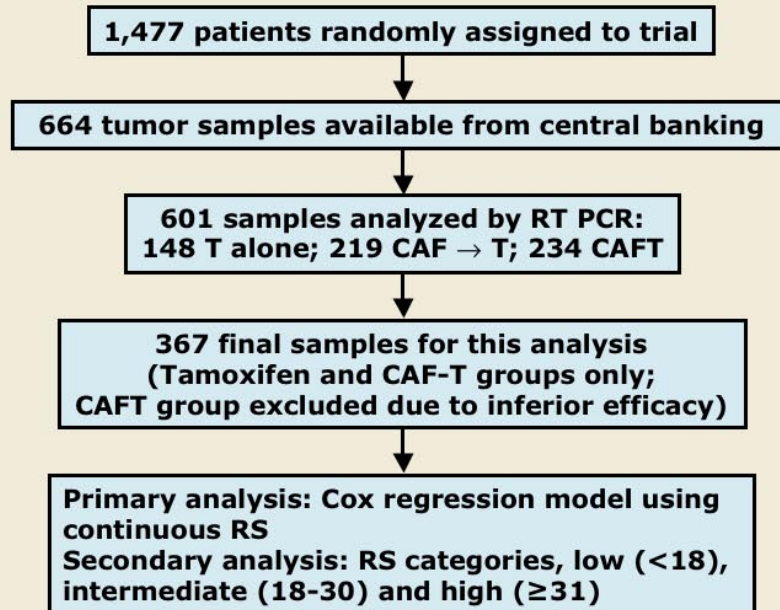 1,477 patients randomly assigned to trial
664 tumor samples available from central banking
601 samples analyzed by RT PCR:
148 T alone; 219 CAF → T; 234 CAFT
367 final samples for this analysis
(Tamoxifen and CAF-T groups only;
CAFT group excluded due to inferior efficacy)
Primary analysis: Cox regression model using
continuous RS
Secondary analysis: RS categories, low (<18),
intermediate (18-30) and high (≥31)